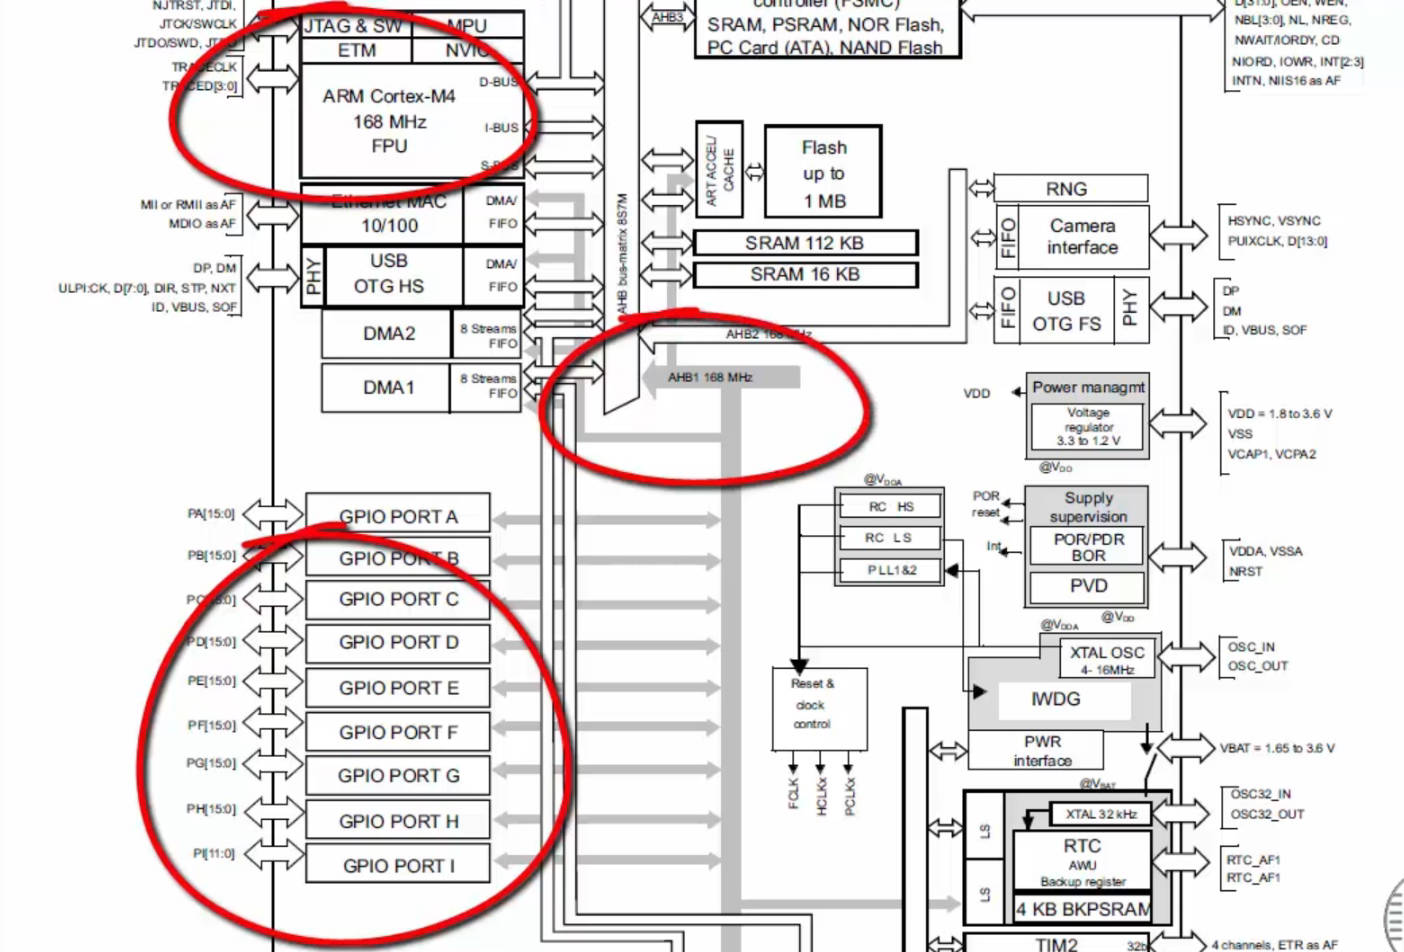 NJTRST, JTDI,
JTCK/SWCLK
JTDO/SWD,
TRACECLK
TRACED[3:0]
JTAG & SW
MPU
ETM
NVIC
ARM Cortex-M4
168 MHz
FPU
D-BUS
I-BUS
S-BUS
AHB3
controller (FSMC)
SRAM, PSRAM, NOR Flash,
PC Card (ATA), NAND Flash
D[31:0], OEN, WEN,
NBL[3:0], NL, NREG,
NWAIT/IORDY, CD
NIORD, IOWR, INT[2:3]
INTN, NIIS16 as AF
MII or RMII as AF
MDIO as AF
Ethernet MAC
10/100
DMA/
FIFO
DP, DM
ULPI:CK, D[7:0], DIR, STP, NXT
ID, VBUS, SOF
PHY
USB
OTG HS
DMA/
FIFO
DMA2
8 Streams
FIFO
DMA1
8 Streams
FIFO
AHB bus-matrix 8S7M
ART ACCEL/
CACHE
Flash
up to
1 MB
SRAM 112 KB
SRAM 16 KB
AHB2 168 MHz
AHB1 168 MHz
RNG
FIFO
Camera
interface
HSYNC, VSYNC
PUIXCLK, D[13:0]
FIFO
USB
OTG FS
PHY
DP
DM
ID, VBUS, SOF
VDD
Power managmt
Voltage
regulator
3.3 to 1.2 V
@VDD
VDD = 1.8 to 3.6 V
VSS
VCAP1, VCPA2
PA[15:0]
GPIO PORT A
PB[15:0]
GPIO PORT B
PC[15:0]
GPIO PORT C
PD[15:0]
GPIO PORT D
PE[15:0]
GPIO PORT E
PF[15:0]
GPIO PORT F
PG[15:0]
GPIO PORT G
PH[15:0]
GPIO PORT H
PI[11:0]
GPIO PORT I
@VDDA
RC HS
RC LS
PLL1&2
POR
reset
Int
Supply
supervision
POR/PDR
BOR
PVD
VDDA, VSSA
NRST
@VDDA
@VDD
XTAL OSC
4- 16MHz
OSC_IN
OSC_OUT
IWDG
Reset &
clock
control
FCLK
HCLKx
PCLKx
PWR
interface
VBAT = 1.65 to 3.6 V
@VBAT
LS
LS
XTAL 32 kHz
OSC32_IN
OSC32_OUT
RTC
AWU
Backup register
RTC_AF1
RTC_AF1
4 KB BKPSRAM
TIM2
32b
4 channels, ETR as AF